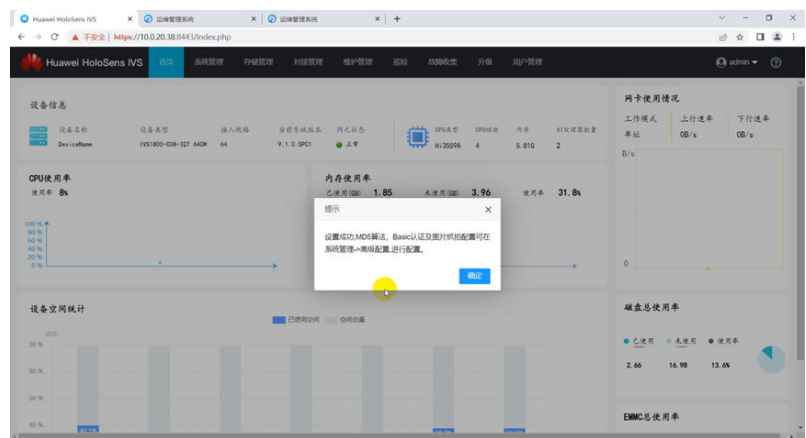 Huawei HoloSens IVS
运维管理系统
运维管理系统
不安全 | https://10.0.20.38:8443/index.php
Huawei HoloSens IVS 首页 系统管理 存储管理 对接管理 维护管理 巡检 故障收集 升级 用户管理 admin
设备信息
设备名称 设备类型 接入规格 当前系统版本 网元状态 CPU类型 CPU核数 内存 AI处理器数量
DeviceName IVS1800-C08-32T 64CH 64 9.1.0.SPC1 正常 Hi3559A 4 5.81G 2
网卡使用情况
工作模式 上行速率 下行速率
单址 0B/s 0B/s
B/s
0
CPU使用率
使用率 8%
100 %
80 %
60 %
40 %
20 %
0 %
内存使用率
已使用(GB) 1.85 未使用(GB) 3.96 使用率 31.8%
提示
设置成功,MD5算法，Basic认证及图片抓拍配置可在
系统管理->高级配置,进行配置。
确定
设备空间统计
已使用空间 空间总量
占比
80 %
60 %
40 %
磁盘总使用率
已使用 未使用 使用率
2.66 16.98 13.6%
EMMC总使用率